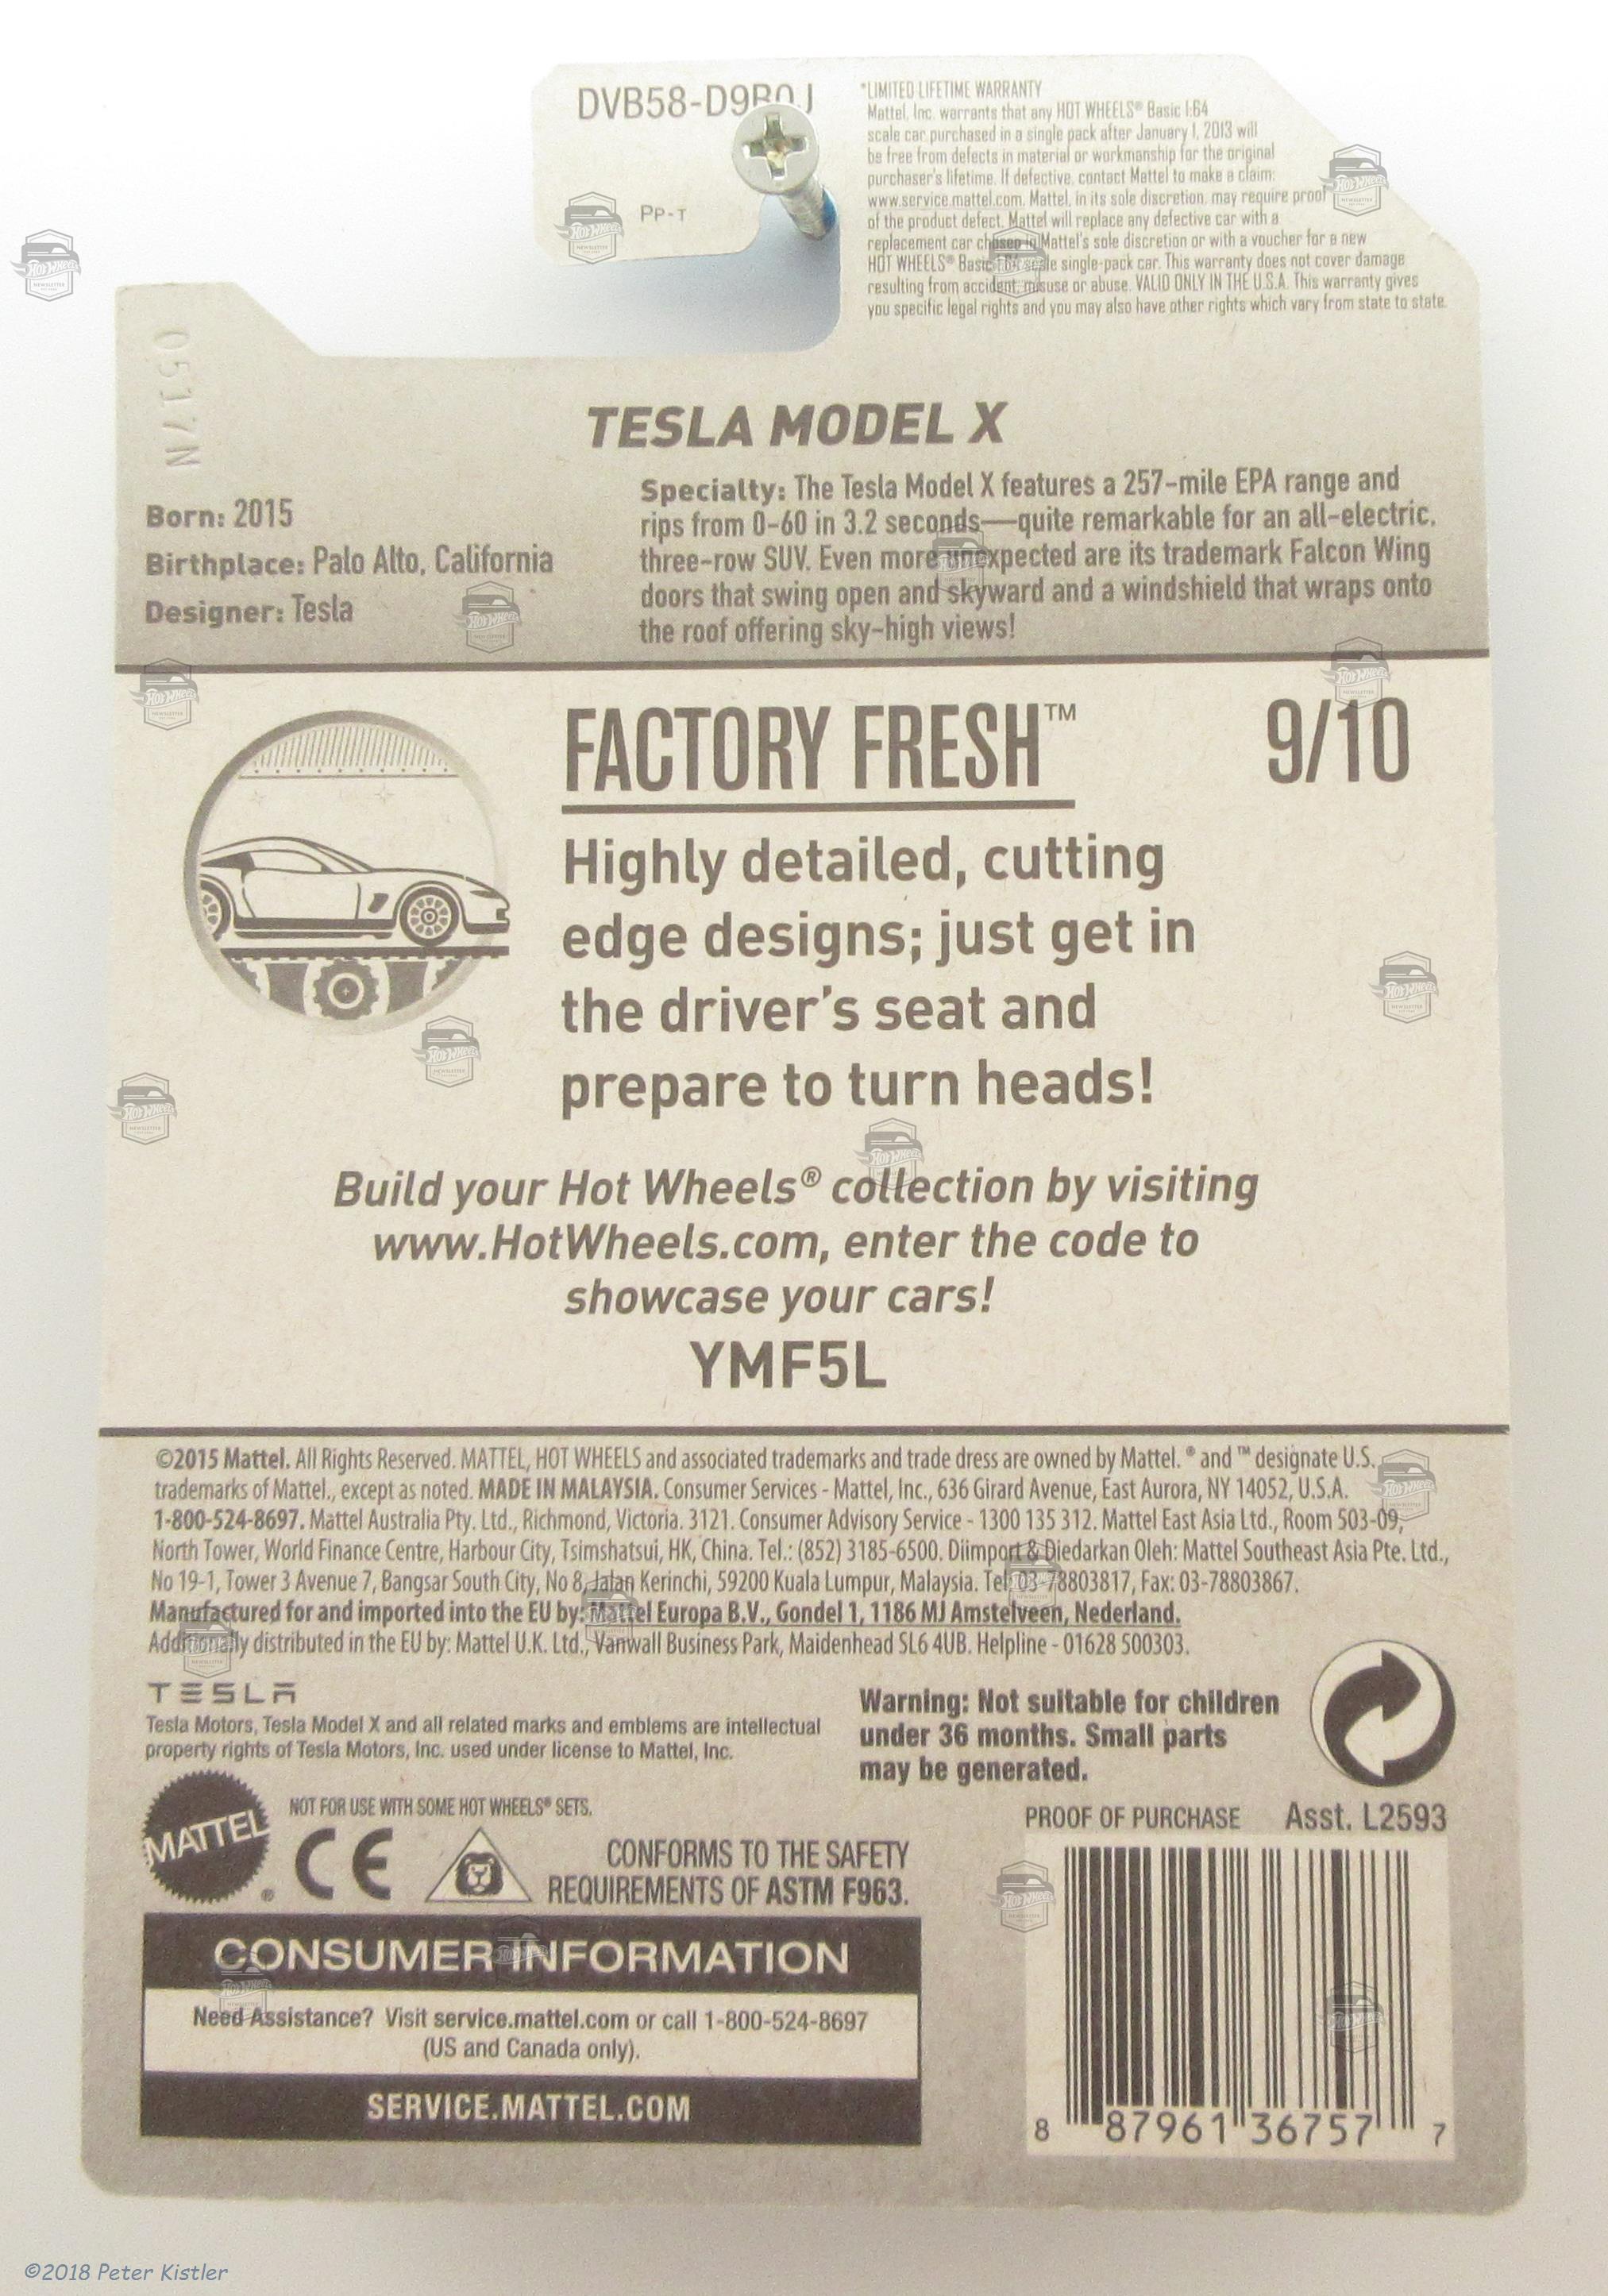 DVB58-D9B0J
Pp-T
*LIMITED LIFETIME WARRANTY
Mattel, Inc. warrants that any HOT WHEELS® Basic 1:64
scale car purchased in a single pack after January 1, 2013 will
be free from defects in material or workmanship for the original
purchaser's lifetime. If defective, contact Mattel to make a claim:
www.service.mattel.com. Mattel, in its sole discretion, may require proof
of the product defect. Mattel will replace any defective car with a
replacement car chosen in Mattel's sole discretion or with a voucher for a new
HOT WHEELS® Basic 1:64 scale single-pack car. This warranty does not cover damage
resulting from accident, misuse or abuse. VALID ONLY IN THE U.S.A. This warranty gives
you specific legal rights and you may also have other rights which vary from state to state.
0517N
TESLA MODEL X
Born: 2015
Birthplace: Palo Alto, California
Designer: Tesla
Specialty: The Tesla Model X features a 257-mile EPA range and
rips from 0-60 in 3.2 seconds—quite remarkable for an all-electric,
three-row SUV. Even more unexpected are its trademark Falcon Wing
doors that swing open and skyward and a windshield that wraps onto
the roof offering sky-high views!
FACTORY FRESH™
9/10
Highly detailed, cutting
edge designs; just get in
the driver's seat and
prepare to turn heads!
Build your Hot Wheels® collection by visiting
www.HotWheels.com, enter the code to
showcase your cars!
YMF5L
©2015 Mattel. All Rights Reserved. MATTEL, HOT WHEELS and associated trademarks and trade dress are owned by Mattel. ® and ™ designate U.S.
trademarks of Mattel., except as noted. MADE IN MALAYSIA. Consumer Services - Mattel, Inc., 636 Girard Avenue, East Aurora, NY 14052, U.S.A.
1-800-524-8697. Mattel Australia Pty. Ltd., Richmond, Victoria. 3121. Consumer Advisory Service - 1300 135 312. Mattel East Asia Ltd., Room 503-09,
North Tower, World Finance Centre, Harbour City, Tsimshatsui, HK, China. Tel.: (852) 3185-6500. Diimport & Diedarkan Oleh: Mattel Southeast Asia Pte. Ltd.,
No 19-1, Tower 3 Avenue 7, Bangsar South City, No 8, Jalan Kerinchi, 59200 Kuala Lumpur, Malaysia. Tel: 03-78803817, Fax: 03-78803867.
Manufactured for and imported into the EU by: Mattel Europa B.V., Gondel 1, 1186 MJ Amstelveen, Nederland.
Additionally distributed in the EU by: Mattel U.K. Ltd., Vanwall Business Park, Maidenhead SL6 4UB. Helpline - 01628 500303.
TESLA
Tesla Motors, Tesla Model X and all related marks and emblems are intellectual
property rights of Tesla Motors, Inc. used under license to Mattel, Inc.
Warning: Not suitable for children
under 36 months. Small parts
may be generated.
MATTEL®
NOT FOR USE WITH SOME HOT WHEELS® SETS.
CE
CONFORMS TO THE SAFETY
REQUIREMENTS OF ASTM F963.
PROOF OF PURCHASE
Asst. L2593
CONSUMER INFORMATION
Need Assistance? Visit service.mattel.com or call 1-800-524-8697
(US and Canada only).
SERVICE.MATTEL.COM
8 87961 36757 7
©2018 Peter Kistler